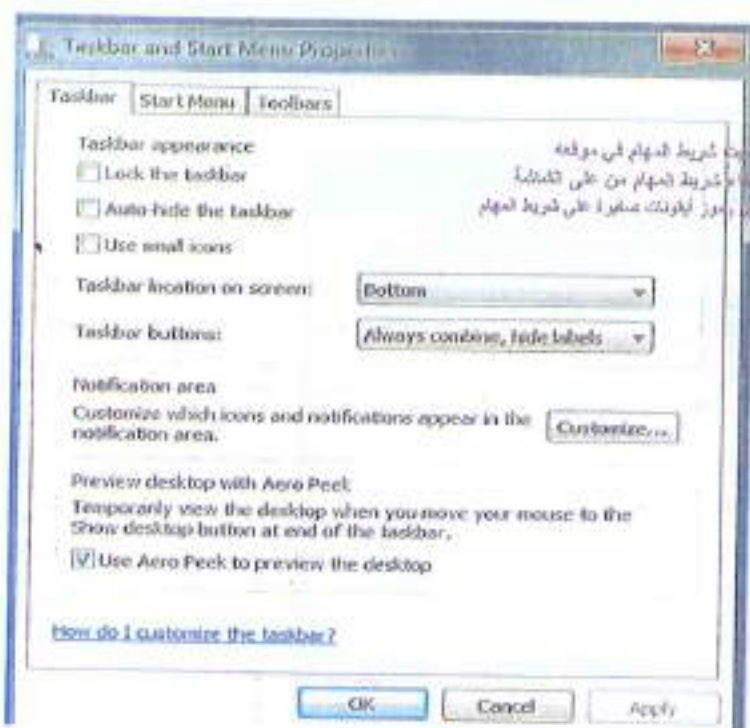 Taskbar and Start Menu Properties
Taskbar
Start Menu
Toolbars
Taskbar appearance
Lock the taskbar
شريط المهام في موقعه
Auto-hide the taskbar
شريط المهام من على الشاشة
Use small icons
أيقونات صغيرة على شريط المهام
Taskbar location on screen:
Bottom
Taskbar buttons:
Always combine, hide labels
Notification area
Customize which icons and notifications appear in the
notification area.
Customize...
Preview desktop with Aero Peek
Temporarily view the desktop when you move your mouse to the
Show desktop button at end of the taskbar.
Use Aero Peek to preview the desktop
How do I customize the taskbar?
OK
Cancel
Apply